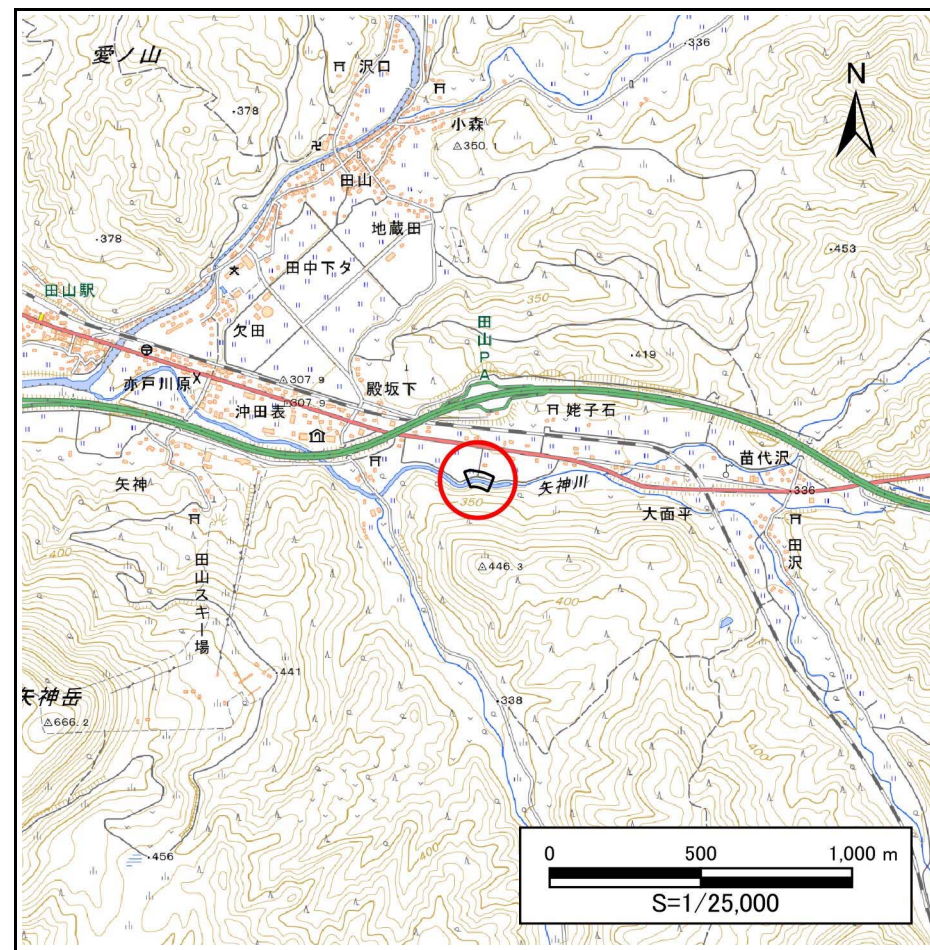 愛ノ山
沢口
336
378
小森
350.1
N
田山
地蔵田
378
田中下タ
453
田山駅
350
田山PA
欠田
419
307.9
殿坂下
赤戸川原
307.9
沖田表
姥子石
苗代沢
矢神
矢神川
350
336
大面平
400
田沢
446.3
400
田山スキー場
441
矢神岳
338
666.2
400
400
456
0 500 1,000 m
S=1/25,000